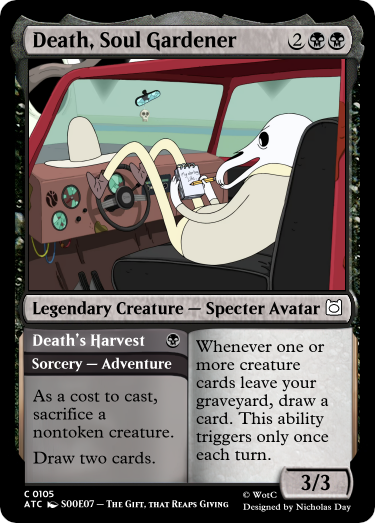 Death, Soul Gardener 2
Legendary Creature — Specter Avatar
Death's Harvest
Sorcery — Adventure
As a cost to cast,
sacrifice a
nontoken creature.
Draw two cards.
Whenever one or
more creature
cards leave your
graveyard, draw a
card. This ability
triggers only once
each turn.
3/3
C 0105
ATC S00E07 — The Gift, that Reaps Giving
© WotC
Designed by Nicholas Day